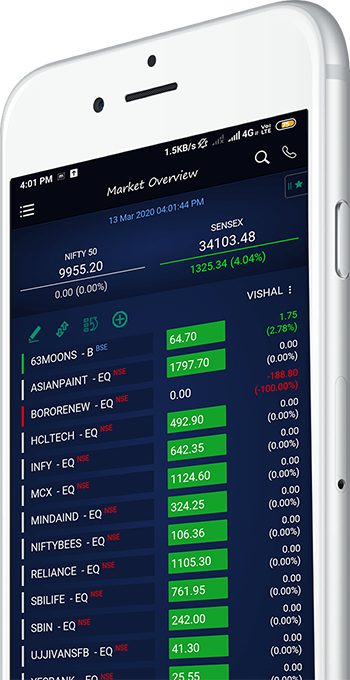 4:01 PM 1.5KB/s 4G Vo) LTE 75
Market Overview
13 Mar 2020 04:01:44 PM
NIFTY 50 SENSEX
9955.20 34103.48
0.00 (0.00%) 1325.34 (4.04%)
VISHAL
63MOONS - B BSE 64.70 1.75 (2.78%)
ASIANPAINT - EQ NSE 1797.70 0.00 (0.00%)
BORORENEW - EQ NSE 0.00 -188.80 (-100.00%)
HCLTECH - EQ NSE 492.90 0.00 (0.00%)
INFY - EQ NSE 642.35 0.00 (0.00%)
MCX - EQ NSE 1124.60 0.00 (0.00%)
MINDAIND - EQ NSE 324.25 0.00 (0.00%)
NIFTYBEES - EQ NSE 106.36 0.00 (0.00%)
RELIANCE - EQ NSE 1105.30 0.00 (0.00%)
SBILIFE - EQ NSE 761.95 0.00 (0.00%)
SBIN - EQ NSE 242.00 0.00 (0.00%)
UJJIVANSFB - EQ NSE 41.30 0.00 (0.00%)
YESBANK - EQ NSE 25.55 0.00